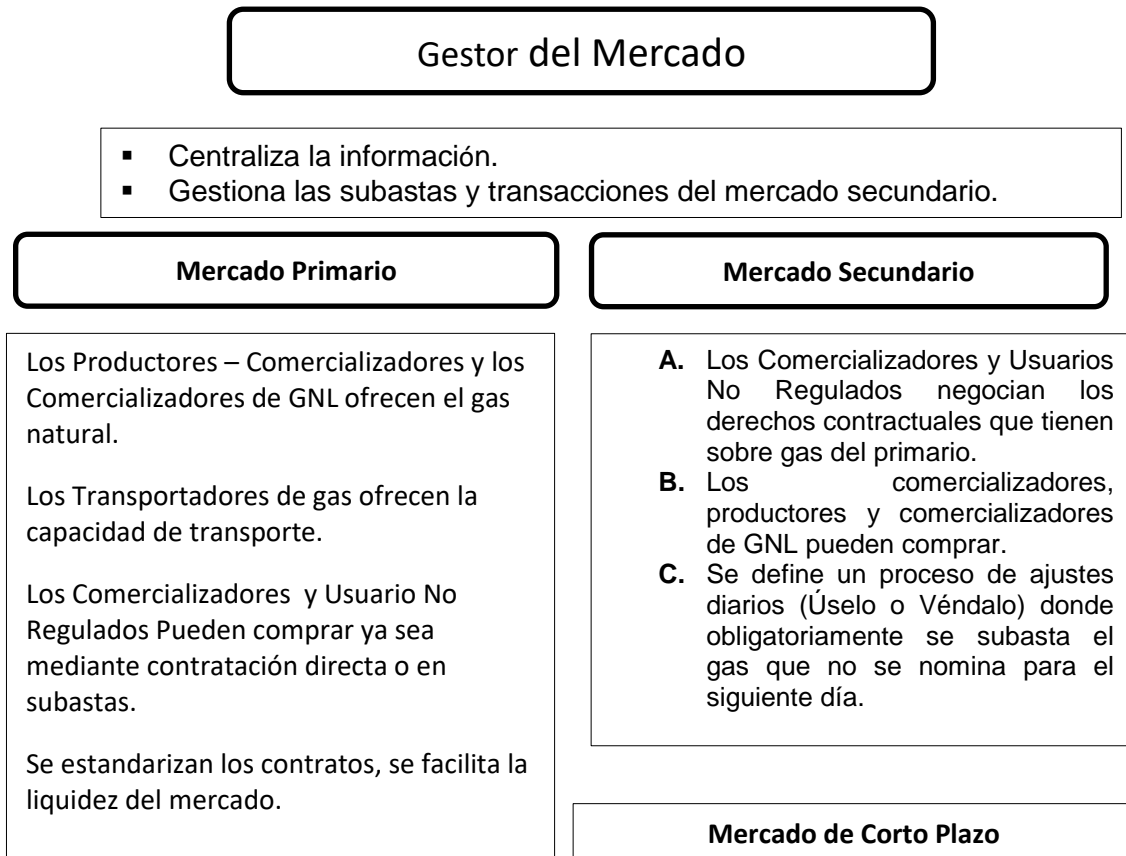 Gestor del Mercado
▪ Centraliza la información.
▪ Gestiona las subastas y transacciones del mercado secundario.
Mercado Primario
Los Productores – Comercializadores y los
Comercializadores de GNL ofrecen el gas
natural.
Los Transportadores de gas ofrecen la
capacidad de transporte.
Los Comercializadores y Usuario No
Regulados Pueden comprar ya sea
mediante contratación directa o en
subastas.
Se estandarizan los contratos, se facilita la
liquidez del mercado.
Mercado Secundario
A. Los Comercializadores y Usuarios
No Regulados negocian los
derechos contractuales que tienen
sobre gas del primario.
B. Los comercializadores,
productores y comercializadores
de GNL pueden comprar.
C. Se define un proceso de ajustes
diarios (Úselo o Véndalo) donde
obligatoriamente se subasta el
gas que no se nomina para el
siguiente día.
Mercado de Corto Plazo